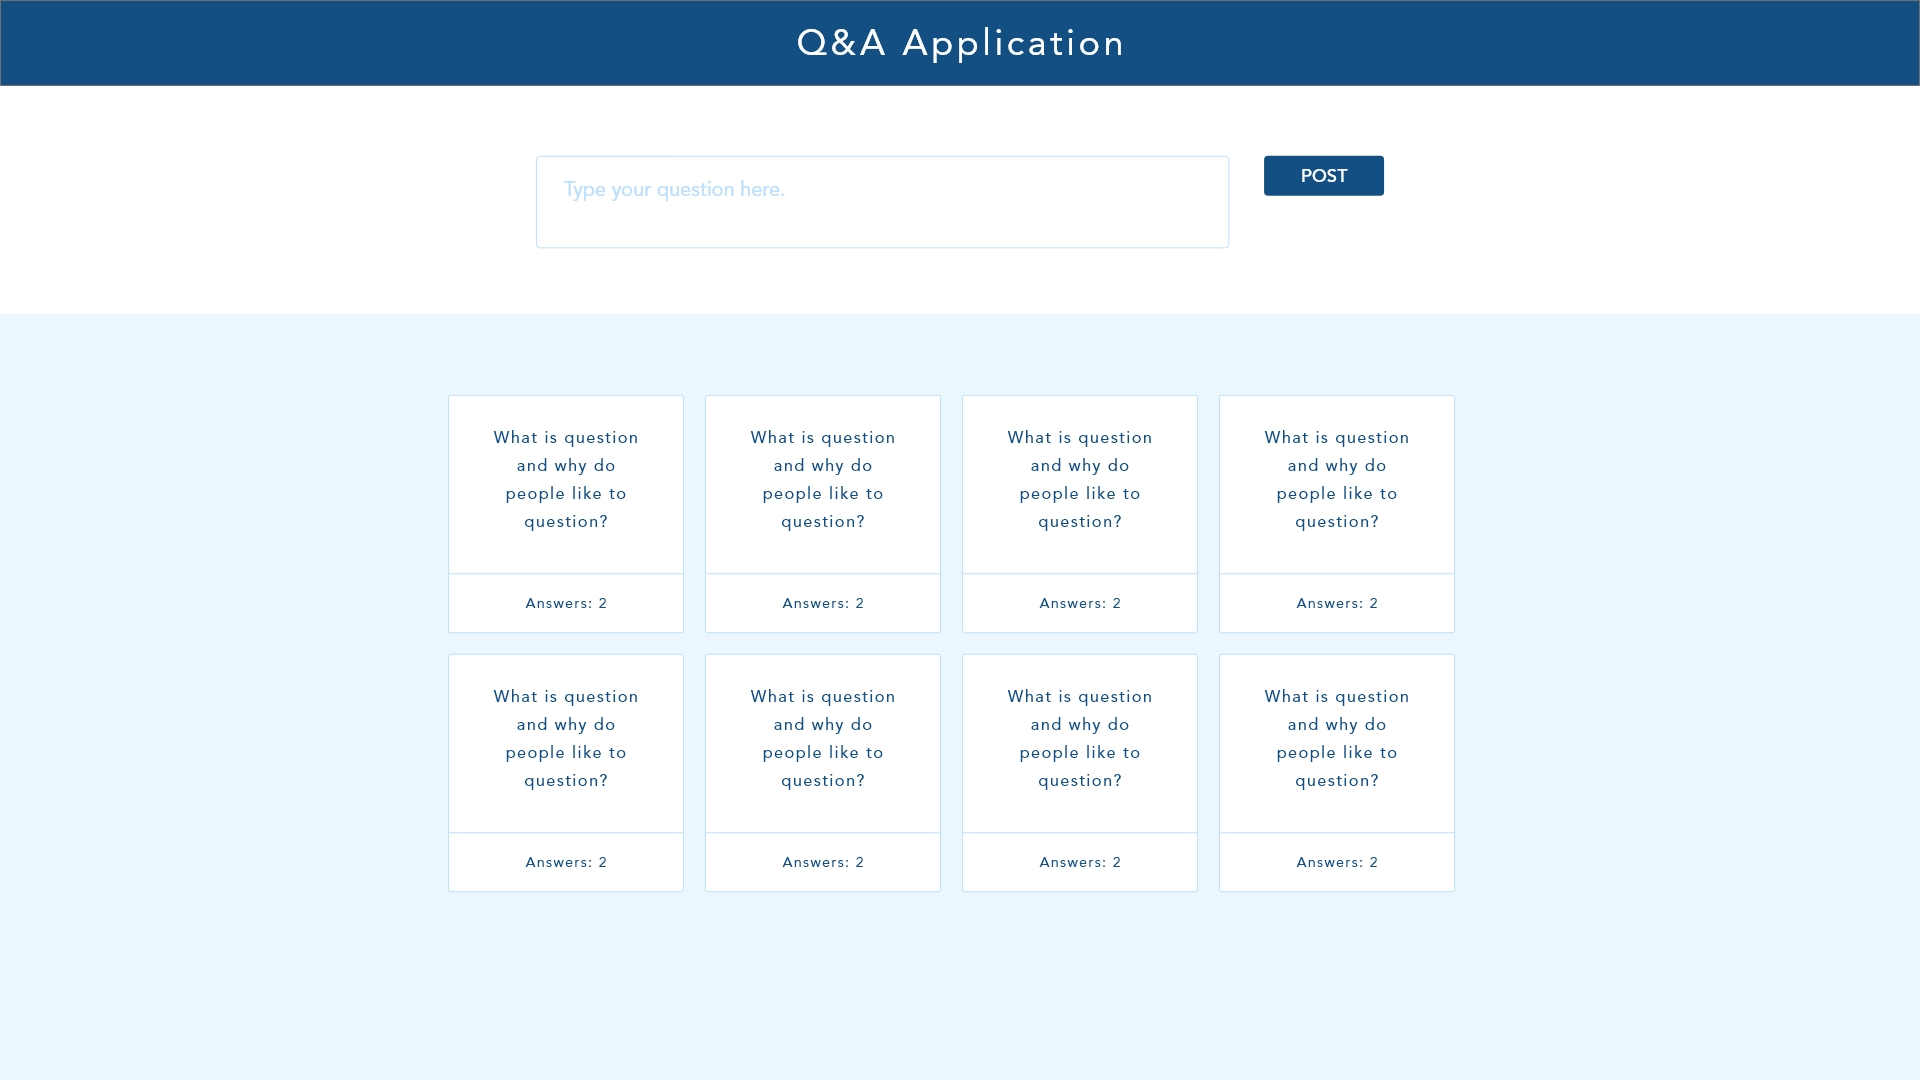 Q&A Application
Type your question here.
POST
What is question
and why do
people like to
question?
Answers: 2
What is question
and why do
people like to
question?
Answers: 2
What is question
and why do
people like to
question?
Answers: 2
What is question
and why do
people like to
question?
Answers: 2
What is question
and why do
people like to
question?
Answers: 2
What is question
and why do
people like to
question?
Answers: 2
What is question
and why do
people like to
question?
Answers: 2
What is question
and why do
people like to
question?
Answers: 2